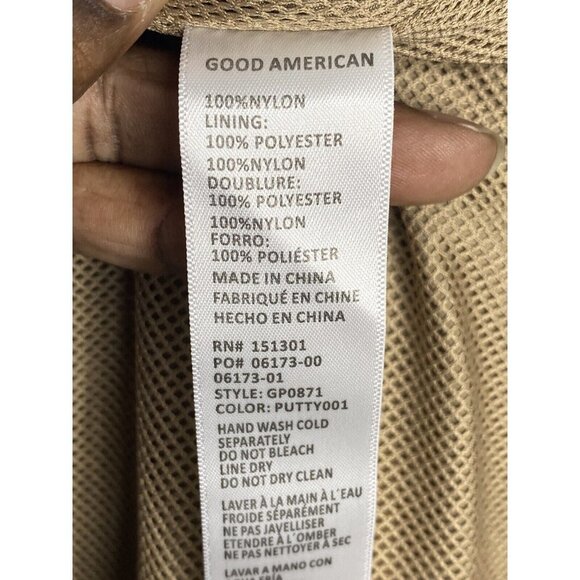 GOOD AMERICAN
100%NYLON
LINING:
100% POLYESTER
100%NYLON
DOUBLURE:
100% POLYESTER
100%NYLON
FORRO:
100% POLIÉSTER
MADE IN CHINA
FABRIQUÉ EN CHINE
HECHO EN CHINA
RN# 151301
PO# 06173-00
06173-01
STYLE: GP0871
COLOR: PUTTY001
HAND WASH COLD
SEPARATELY
DO NOT BLEACH
LINE DRY
DO NOT DRY CLEAN
LAVER À LA MAIN À L'EAU
FROIDE SÉPARÉMENT
NE PAS JAVELLISER
ETENDRE À L'OMBER
NE PAS NETTOYER À SEC
LAVAR A MANO CON